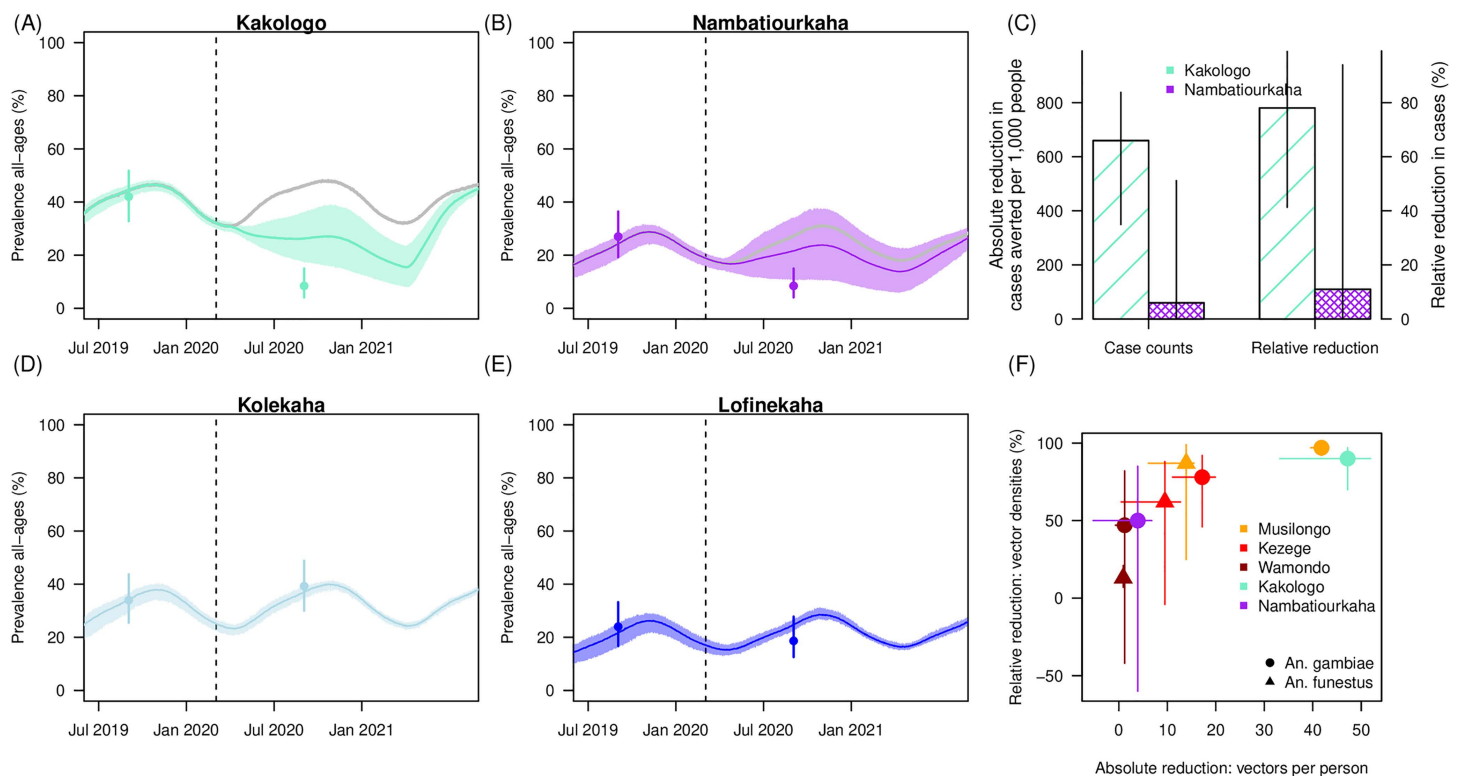 (A)
Kakologo
Prevalence all−ages (%)
100
80
60
40
20
0
Jul 2019
Jan 2020
Jul 2020
Jan 2021
(B)
Nambatiourkaha
Prevalence all−ages (%)
100
80
60
40
20
0
Jul 2019
Jan 2020
Jul 2020
Jan 2021
(C)
Absolute reduction in
cases averted per 1,000 people
800
600
400
200
0
Kakologo
Nambatiourkaha
80
60
40
20
0
Relative reduction in cases (%)
Case counts
Relative reduction
(D)
Kolekaha
Prevalence all−ages (%)
100
80
60
40
20
0
Jul 2019
Jan 2020
Jul 2020
Jan 2021
(E)
Lofinekaha
Prevalence all−ages (%)
100
80
60
40
20
0
Jul 2019
Jan 2020
Jul 2020
Jan 2021
(F)
Relative reduction: vector densities (%)
100
50
0
−50
Musilongo
Kezege
Wamondo
Kakologo
Nambatiourkaha
An. gambiae
An. funestus
0
10
20
30
40
50
Absolute reduction: vectors per person